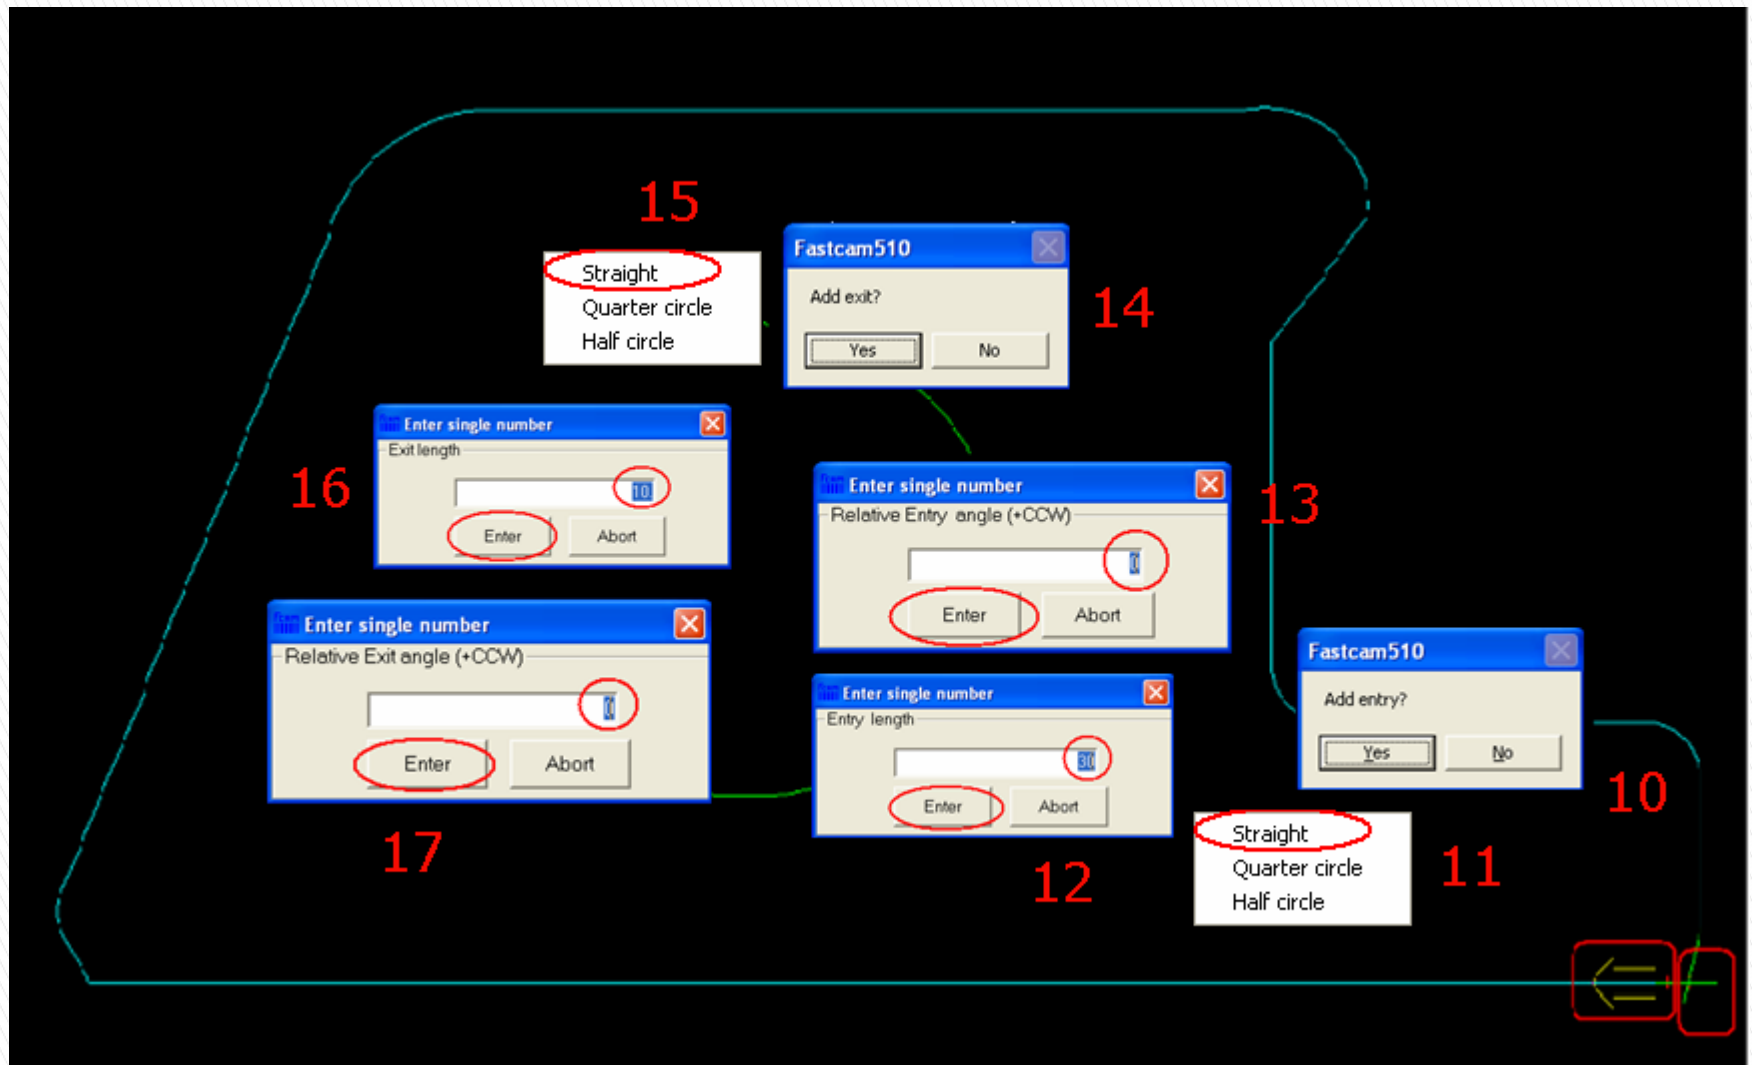 15
Fastcam510
Add exit?
Yes No
14
Straight
Quarter circle
Half circle
Enter single number
Exit length
10
Enter Abort
16
Enter single number
Relative Entry angle (+CCW)
0
Enter Abort
13
Enter single number
Relative Exit angle (+CCW)
0
Enter Abort
17
Enter single number
Entry length
30
Enter Abort
12
Fastcam510
Add entry?
Yes No
10
Straight
Quarter circle
Half circle
11